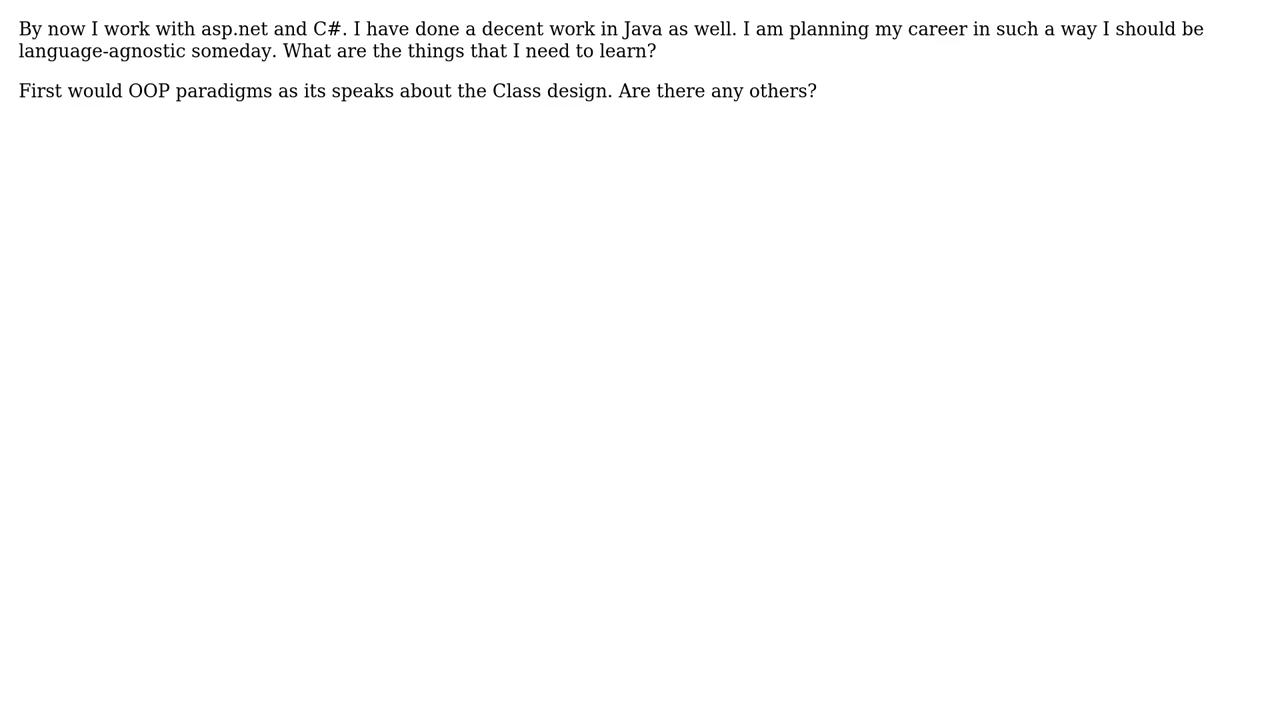 By now I work with asp.net and C#. I have done a decent work in Java as well. I am planning my career in such a way I should be
language-agnostic someday. What are the things that I need to learn?
First would OOP paradigms as its speaks about the Class design. Are there any others?